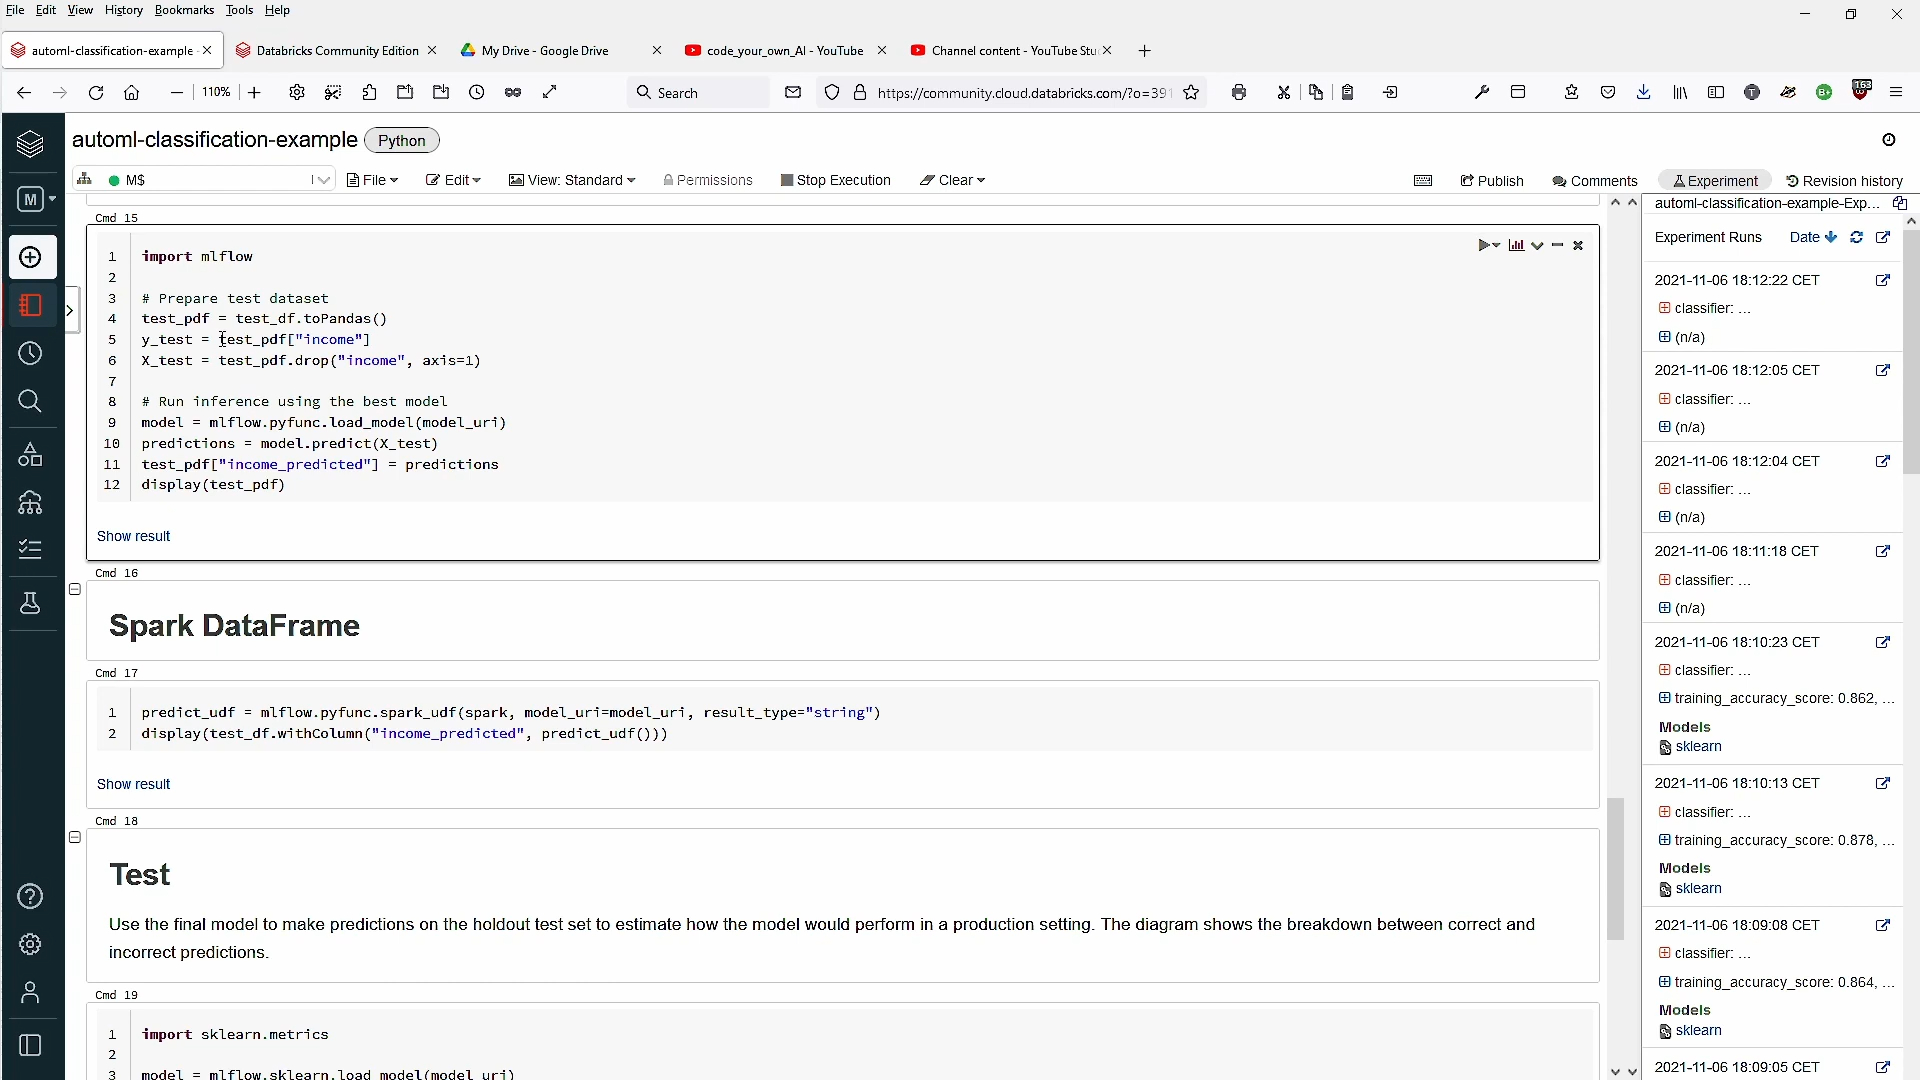 File Edit View History Bookmarks Tools Help
automl-classification-example - Databricks Community Edition My Drive - Google Drive code_your_own_AI - YouTube Channel content - YouTube Stu
110% Search https://community.cloud.databricks.com/?o=391 T B+ 163
automl-classification-example Python
M M$ File Edit View: Standard Permissions Stop Execution Clear Publish Comments Experiment Revision history
Cmd 15
1 import mlflow
2
3 # Prepare test dataset
4 test_pdf = test_df.toPandas()
5 y_test = test_pdf["income"]
6 X_test = test_pdf.drop("income", axis=1)
7
8 # Run inference using the best model
9 model = mlflow.pyfunc.load_model(model_uri)
10 predictions = model.predict(X_test)
11 test_pdf["income_predicted"] = predictions
12 display(test_pdf)
Show result
Cmd 16
Spark DataFrame
Cmd 17
1 predict_udf = mlflow.pyfunc.spark_udf(spark, model_uri=model_uri, result_type="string")
2 display(test_df.withColumn("income_predicted", predict_udf()))
Show result
Cmd 18
Test
Use the final model to make predictions on the holdout test set to estimate how the model would perform in a production setting. The diagram shows the breakdown between correct and
incorrect predictions.
Cmd 19
1 import sklearn.metrics
2
3 model = mlflow.sklearn.load_model(model_uri)
automl-classification-example-Exp...
Experiment Runs Date
2021-11-06 18:12:22 CET
classifier: ...
(n/a)
2021-11-06 18:12:05 CET
classifier: ...
(n/a)
2021-11-06 18:12:04 CET
classifier: ...
(n/a)
2021-11-06 18:11:18 CET
classifier: ...
(n/a)
2021-11-06 18:10:23 CET
classifier: ...
training_accuracy_score: 0.862, ...
Models
sklearn
2021-11-06 18:10:13 CET
classifier: ...
training_accuracy_score: 0.878, ...
Models
sklearn
2021-11-06 18:09:08 CET
classifier: ...
training_accuracy_score: 0.864, ...
Models
sklearn
2021-11-06 18:09:05 CET